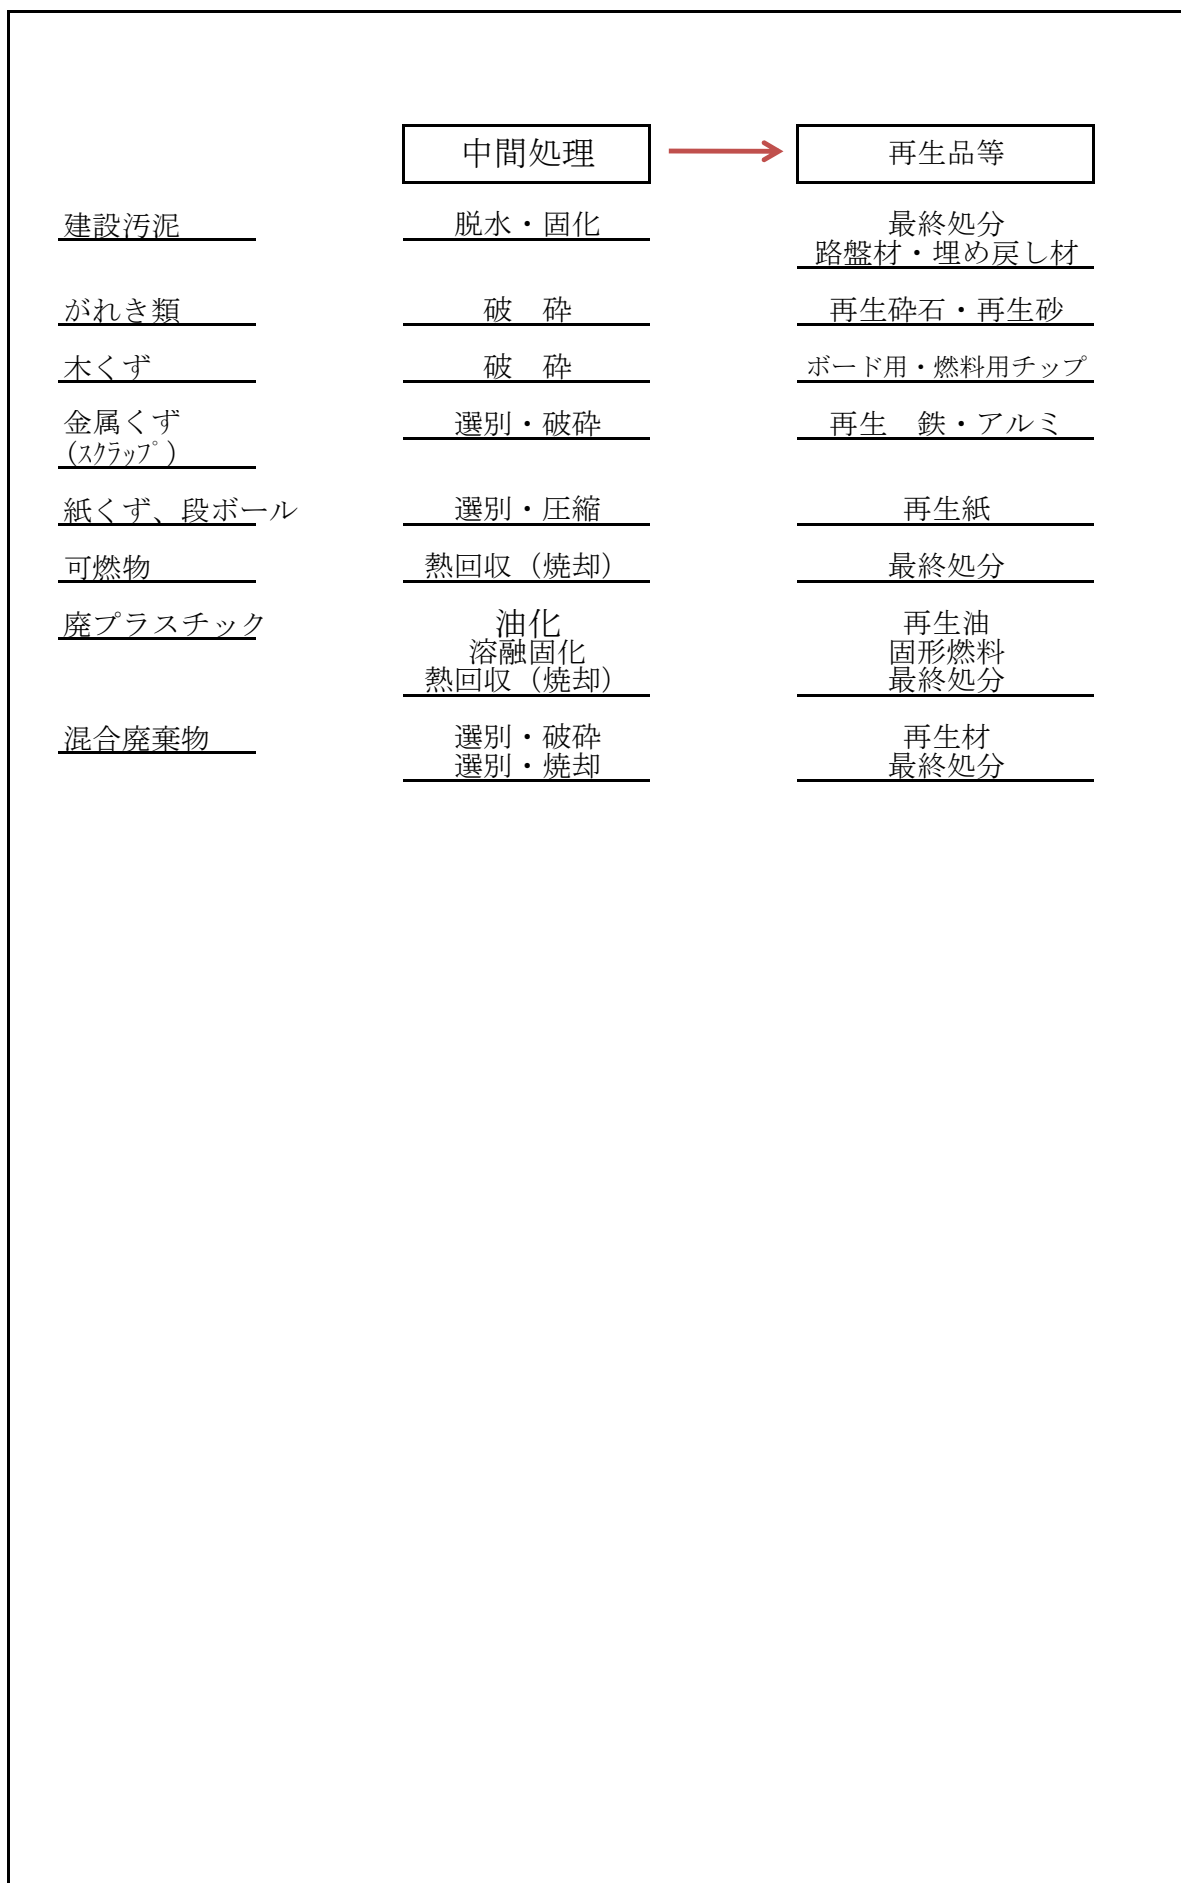 中間処理
再生品等
建設汚泥
脱水・固化
最終処分
路盤材・埋め戻し材
がれき類
破　砕
再生砕石・再生砂
木くず
破　砕
ボード用・燃料用チップ
金属くず
(ｽｸﾗｯﾌﾟ)
選別・破砕
再生　鉄・アルミ
紙くず、段ボール
選別・圧縮
再生紙
可燃物
熱回収（焼却）
最終処分
廃プラスチック
油化
再生油
溶融固化
固形燃料
熱回収（焼却）
最終処分
混合廃棄物
選別・破砕
再生材
選別・焼却
最終処分